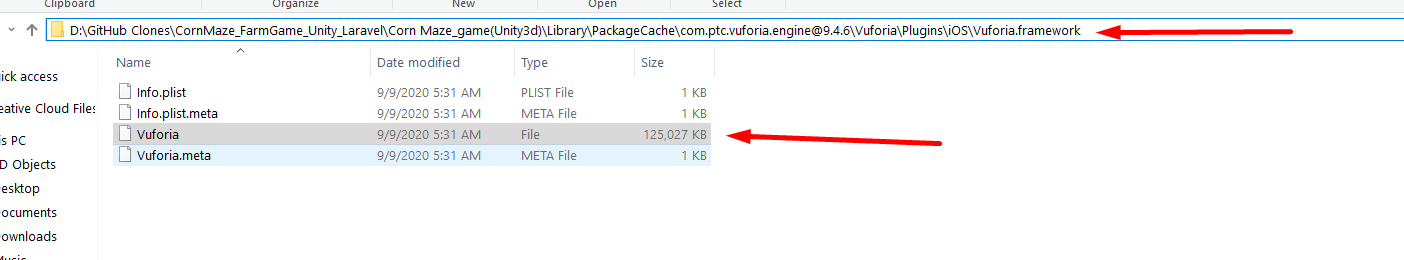 Clipboard Organize New Open Select
D:\GitHub Clones\CornMaze_FarmGame_Unity_Laravel\Corn Maze_game(Unity3d)\Library\PackageCache\com.ptc.vuforia.engine@9.4.6\Vuforia\Plugins\iOS\Vuforia.framework
Name Date modified Type Size
uick access
Info.plist 9/9/2020 5:31 AM PLIST File 1 KB
eative Cloud Files
Info.plist.meta 9/9/2020 5:31 AM META File 1 KB
is PC
Vuforia 9/9/2020 5:31 AM File 125,027 KB
D Objects
Vuforia.meta 9/9/2020 5:31 AM META File 1 KB
esktop
ocuments
ownloads